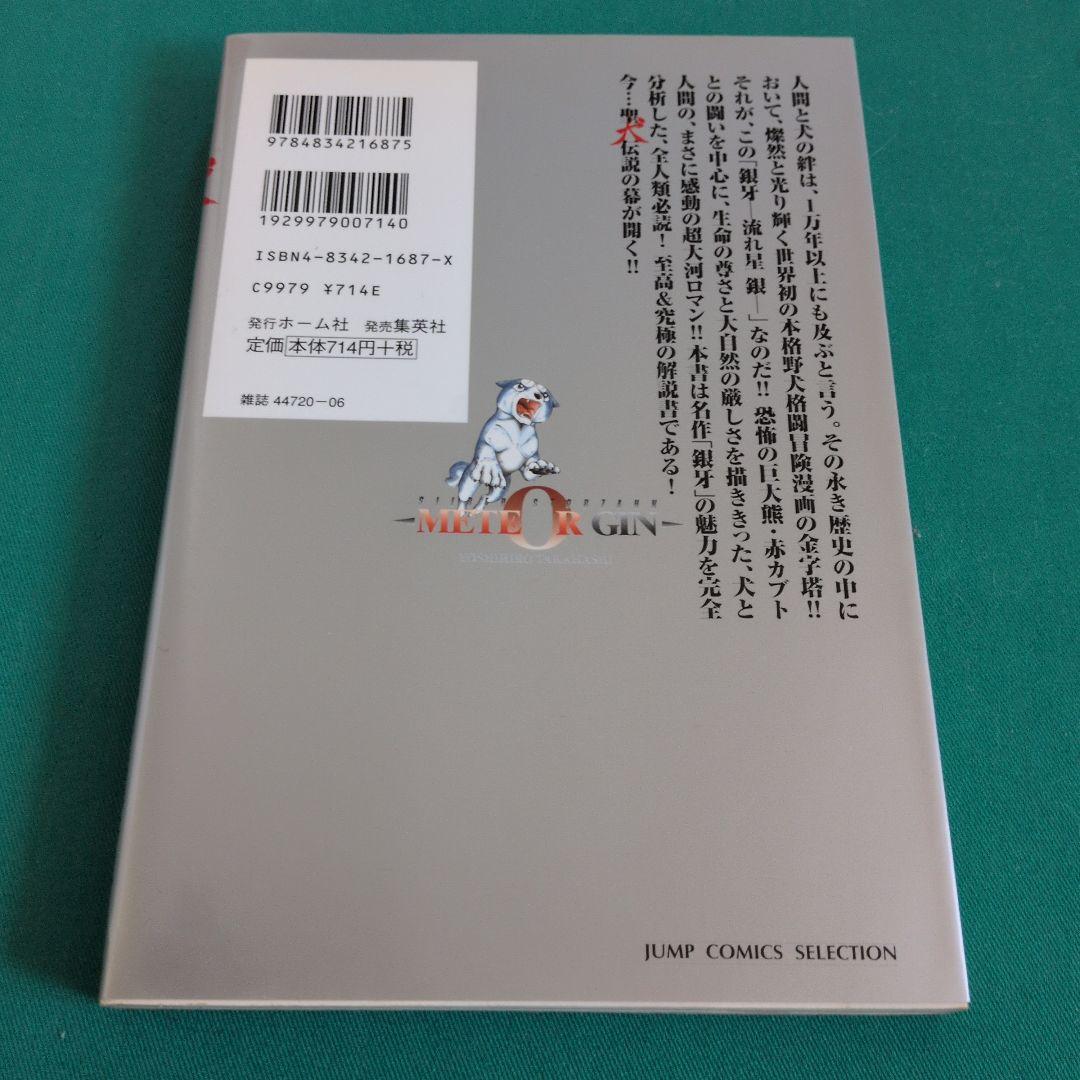 9784834216875
1929979007140
ISBN4-8342-1687-X
C9979 ¥714E
発行ホーム社 発売集英社
定価 本体714円+税
雑誌 44720-06
人間と犬の絆は、1万年以上にも及ぶと言う。その永き歴史の中に
おいて、燦然と光り輝く世界初の本格野犬格闘冒険漫画の金字塔!!
それが、この「銀牙―流れ星 銀―」なのだ!! 恐怖の巨大熊・赤カブト
との闘いを中心に、生命の尊さと大自然の厳しさを描ききった、犬と
人間の、まさに感動の超大河ロマン!! 本書は名作「銀牙」の魅力を完全
分析した、全人類必読! 至高&究極の解説書である!
今…聖犬伝説の幕が開く!!
METEOR GIN
YOSHIHIRO TAKAHASHI
JUMP COMICS SELECTION